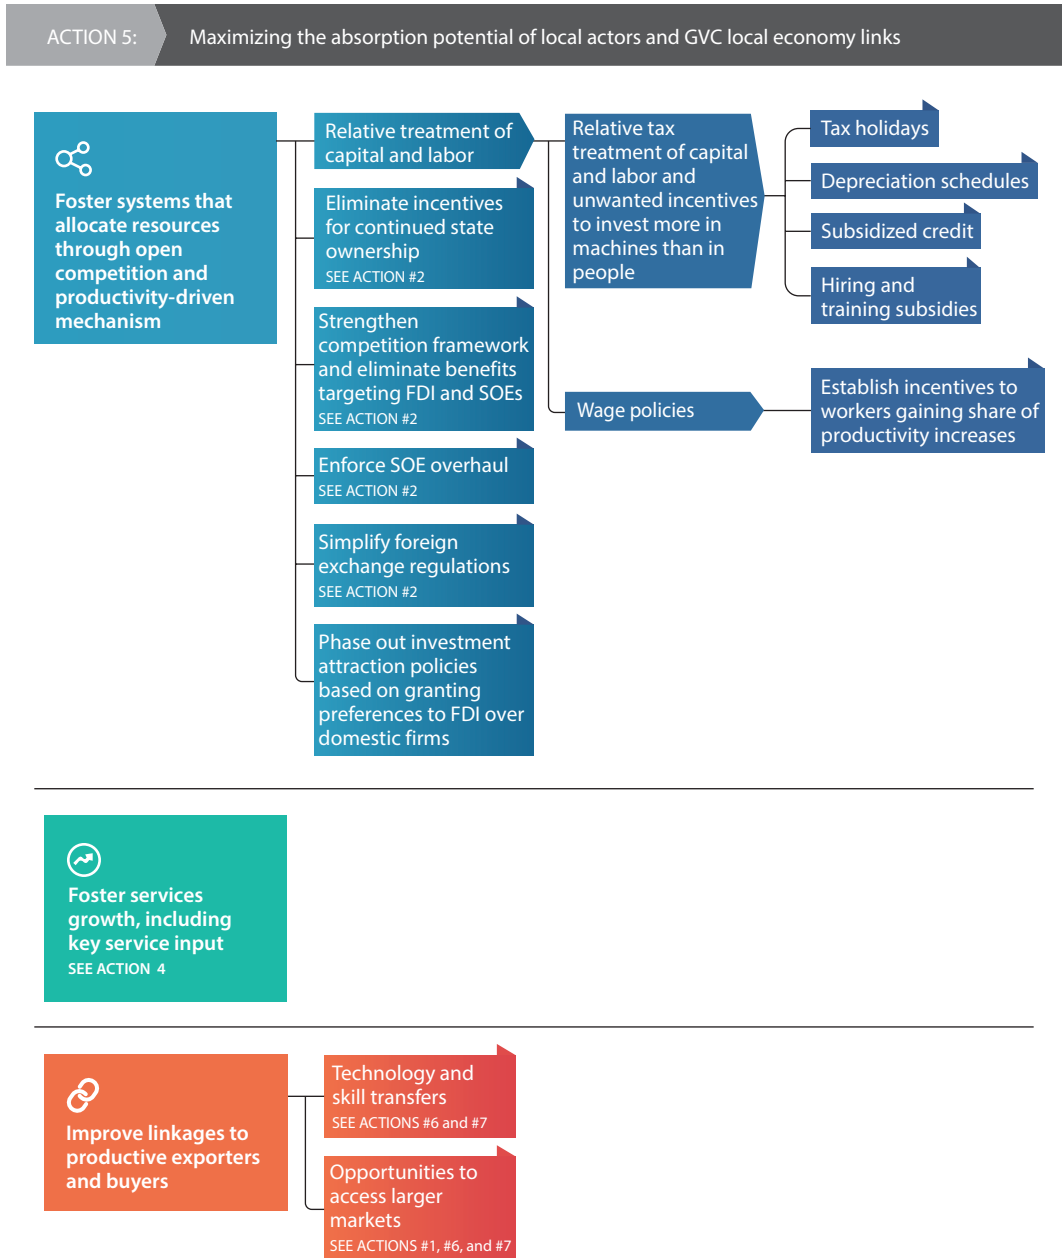 ACTION 5: Maximizing the absorption potential of local actors and GVC local economy links
Foster systems that
allocate resources
through open
competition and
productivity-driven
mechanism
Relative treatment of
capital and labor
Eliminate incentives
for continued state
ownership
SEE ACTION #2
Strengthen
competition framework
and eliminate benefits
targeting FDI and SOEs
SEE ACTION #2
Enforce SOE overhaul
SEE ACTION #2
Simplify foreign
exchange regulations
SEE ACTION #2
Phase out investment
attraction policies
based on granting
preferences to FDI over
domestic firms
Relative tax
treatment of capital
and labor and
unwanted incentives
to invest more in
machines than in
people
Wage policies
Tax holidays
Depreciation schedules
Subsidized credit
Hiring and
training subsidies
Establish incentives to
workers gaining share of
productivity increases
Foster services
growth, including
key service input
SEE ACTION 4
Improve linkages to
productive exporters
and buyers
Technology and
skill transfers
SEE ACTIONS #6 and #7
Opportunities to
access larger
markets
SEE ACTIONS #1, #6, and #7